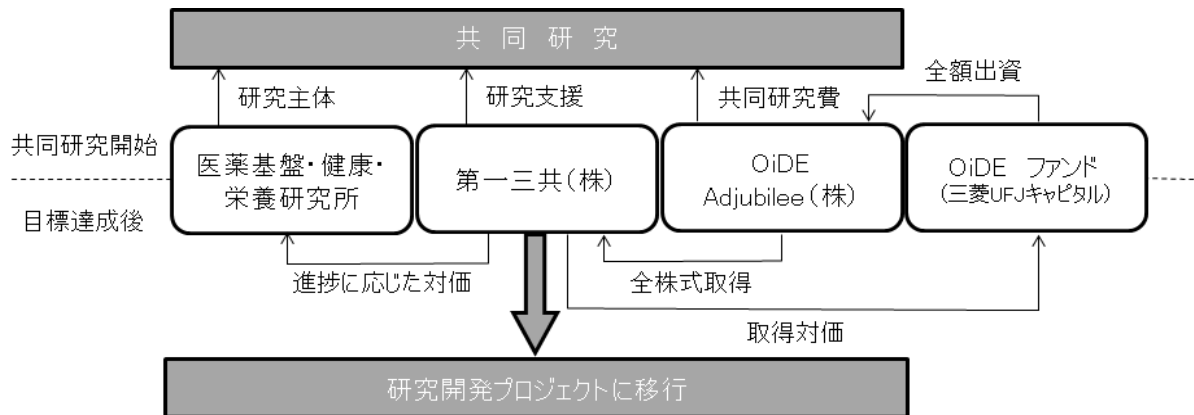 共 同 研 究
全額出資
研究主体
研究支援
共同研究費
共同研究開始
目標達成後
医薬基盤・健康・
栄養研究所
第一三共(株)
OiDE
Adjubilee(株)
OiDE ファンド
(三菱UFJキャピタル)
進捗に応じた対価
全株式取得
取得対価
研究開発プロジェクトに移行